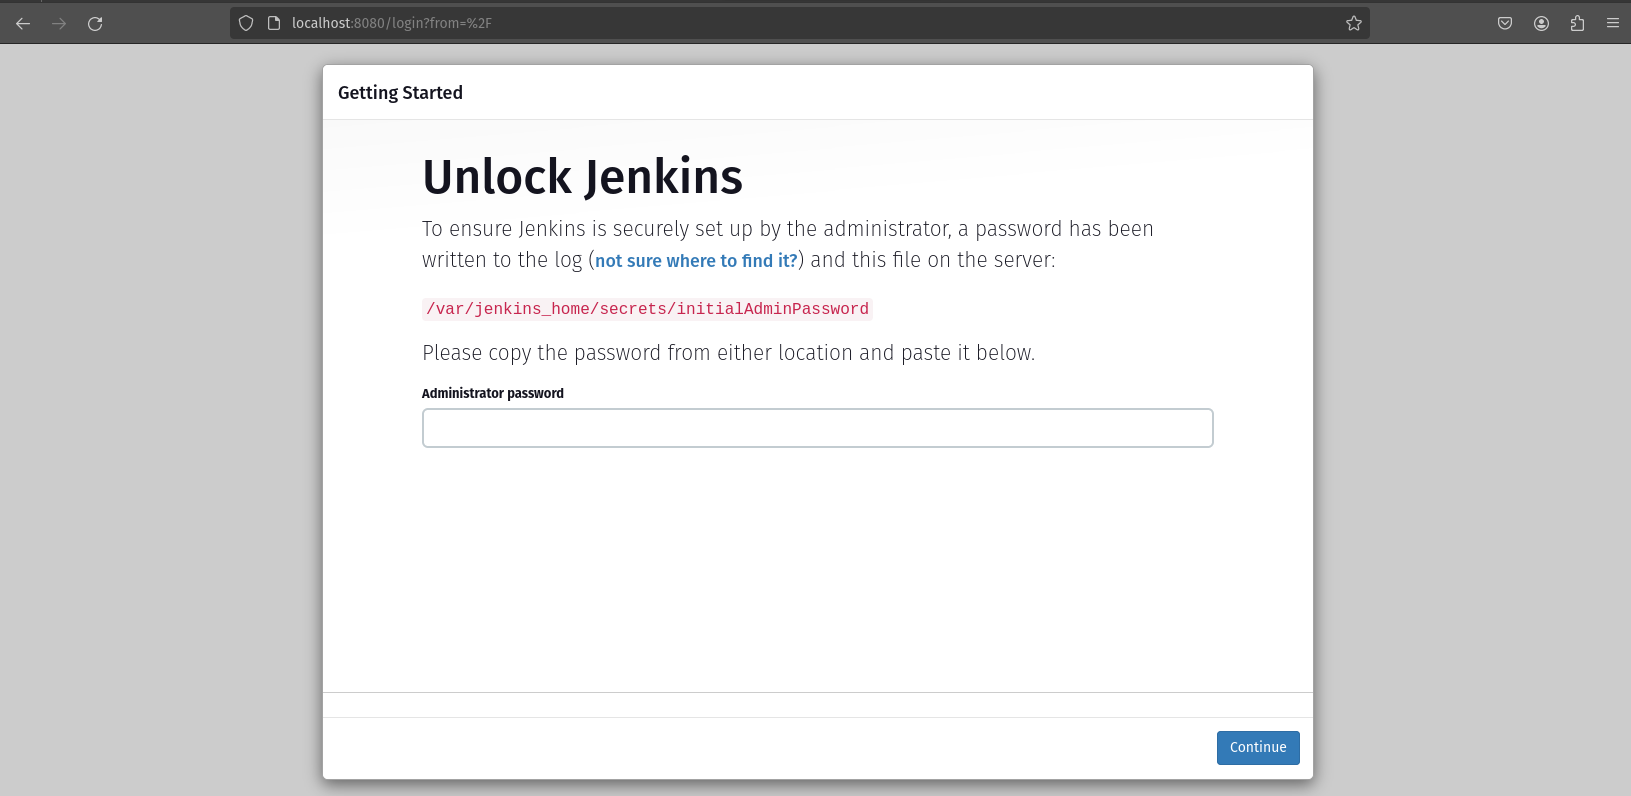 localhost:8080/login?from=%2F
Getting Started
Unlock Jenkins
To ensure Jenkins is securely set up by the administrator, a password has been
written to the log (not sure where to find it?) and this file on the server:
/var/jenkins_home/secrets/initialAdminPassword
Please copy the password from either location and paste it below.
Administrator password
Continue